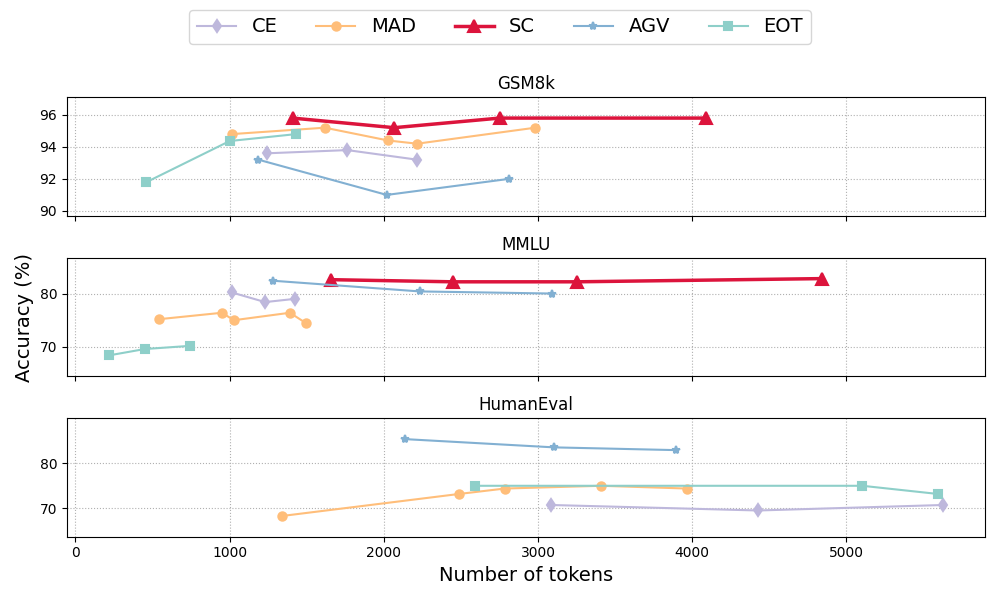 CE MAD SC AGV EOT
GSM8k
96
94
92
90
MMLU
80
70
Accuracy (%)
HumanEval
80
70
0 1000 2000 3000 4000 5000
Number of tokens